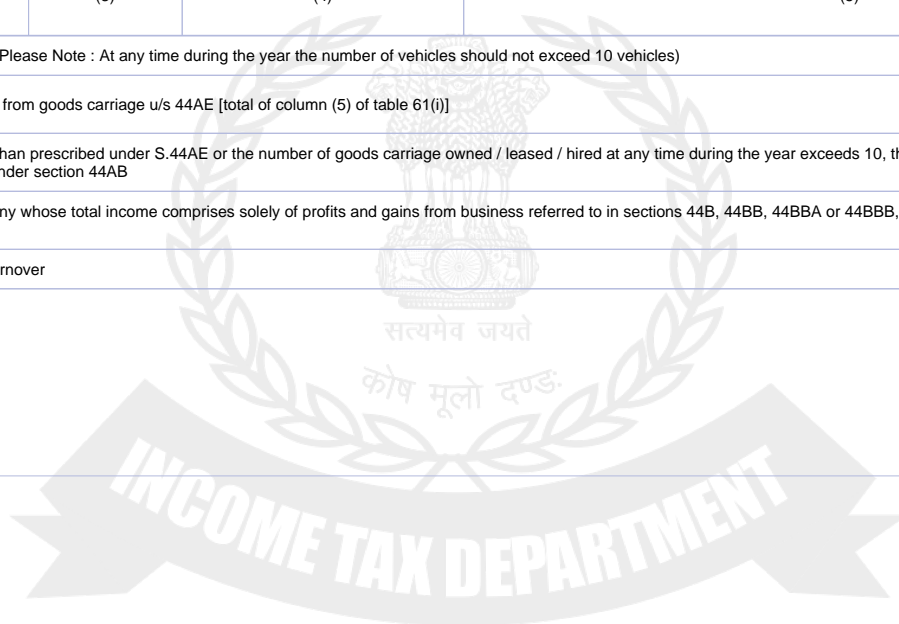 Please Note : At any time during the year the number of vehicles should not exceed 10 vehicles)
from goods carriage u/s 44AE [total of column (5) of table 61(i)]
han prescribed under S.44AE or the number of goods carriage owned / leased / hired at any time during the year exceeds 10, th
nder section 44AB
ny whose total income comprises solely of profits and gains from business referred to in sections 44B, 44BB, 44BBA or 44BBB,
rnover
सत्यमेव जयते
कोष मूलो दण्डः
INCOME TAX DEPARTMENT